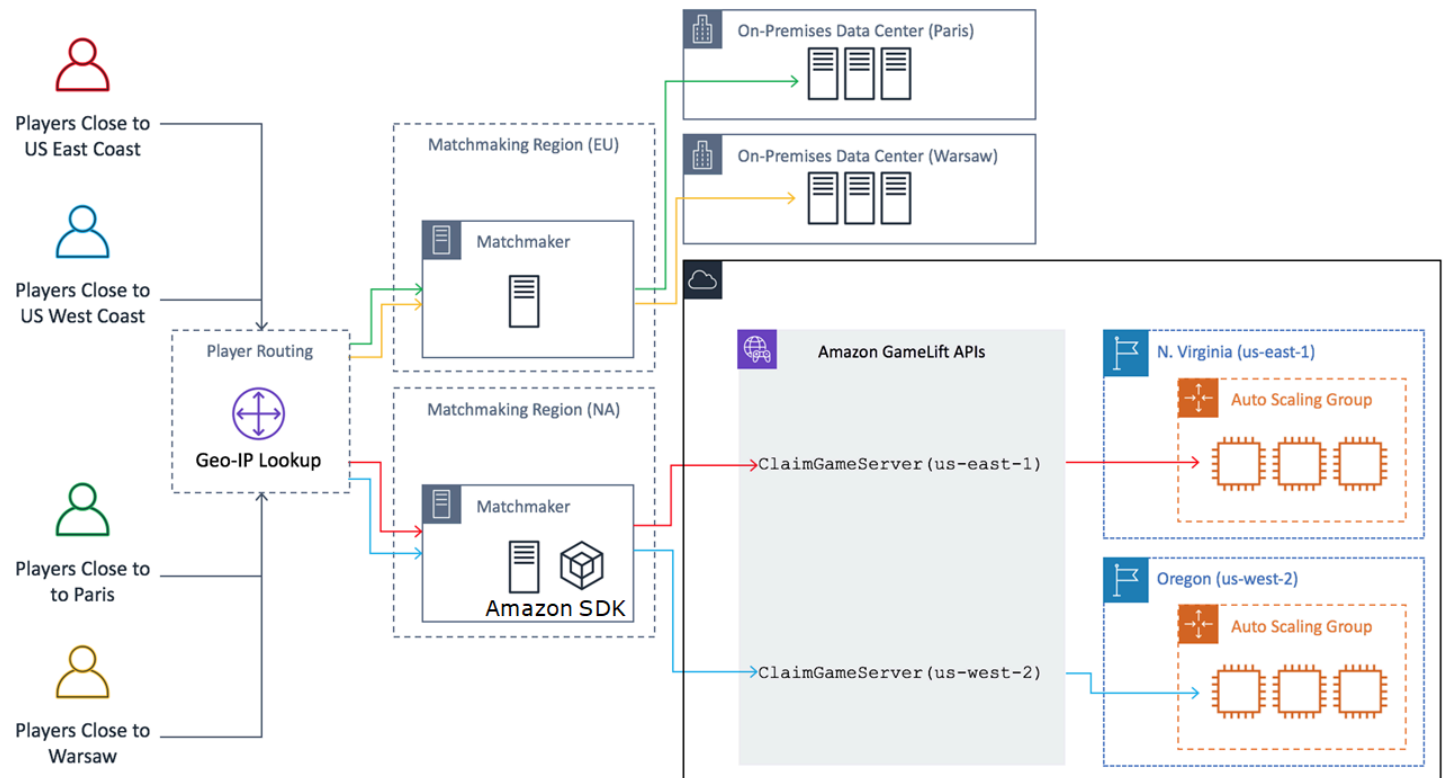 Players Close to
US East Coast
Players Close to
US West Coast
Player Routing
Geo-IP Lookup
Players Close to
to Paris
Players Close to
Warsaw
Matchmaking Region (EU)
Matchmaker
Matchmaking Region (NA)
Matchmaker
Amazon SDK
On-Premises Data Center (Paris)
On-Premises Data Center (Warsaw)
Amazon GameLift APIs
ClaimGameServer(us-east-1)
ClaimGameServer(us-west-2)
N. Virginia (us-east-1)
Auto Scaling Group
Oregon (us-west-2)
Auto Scaling Group